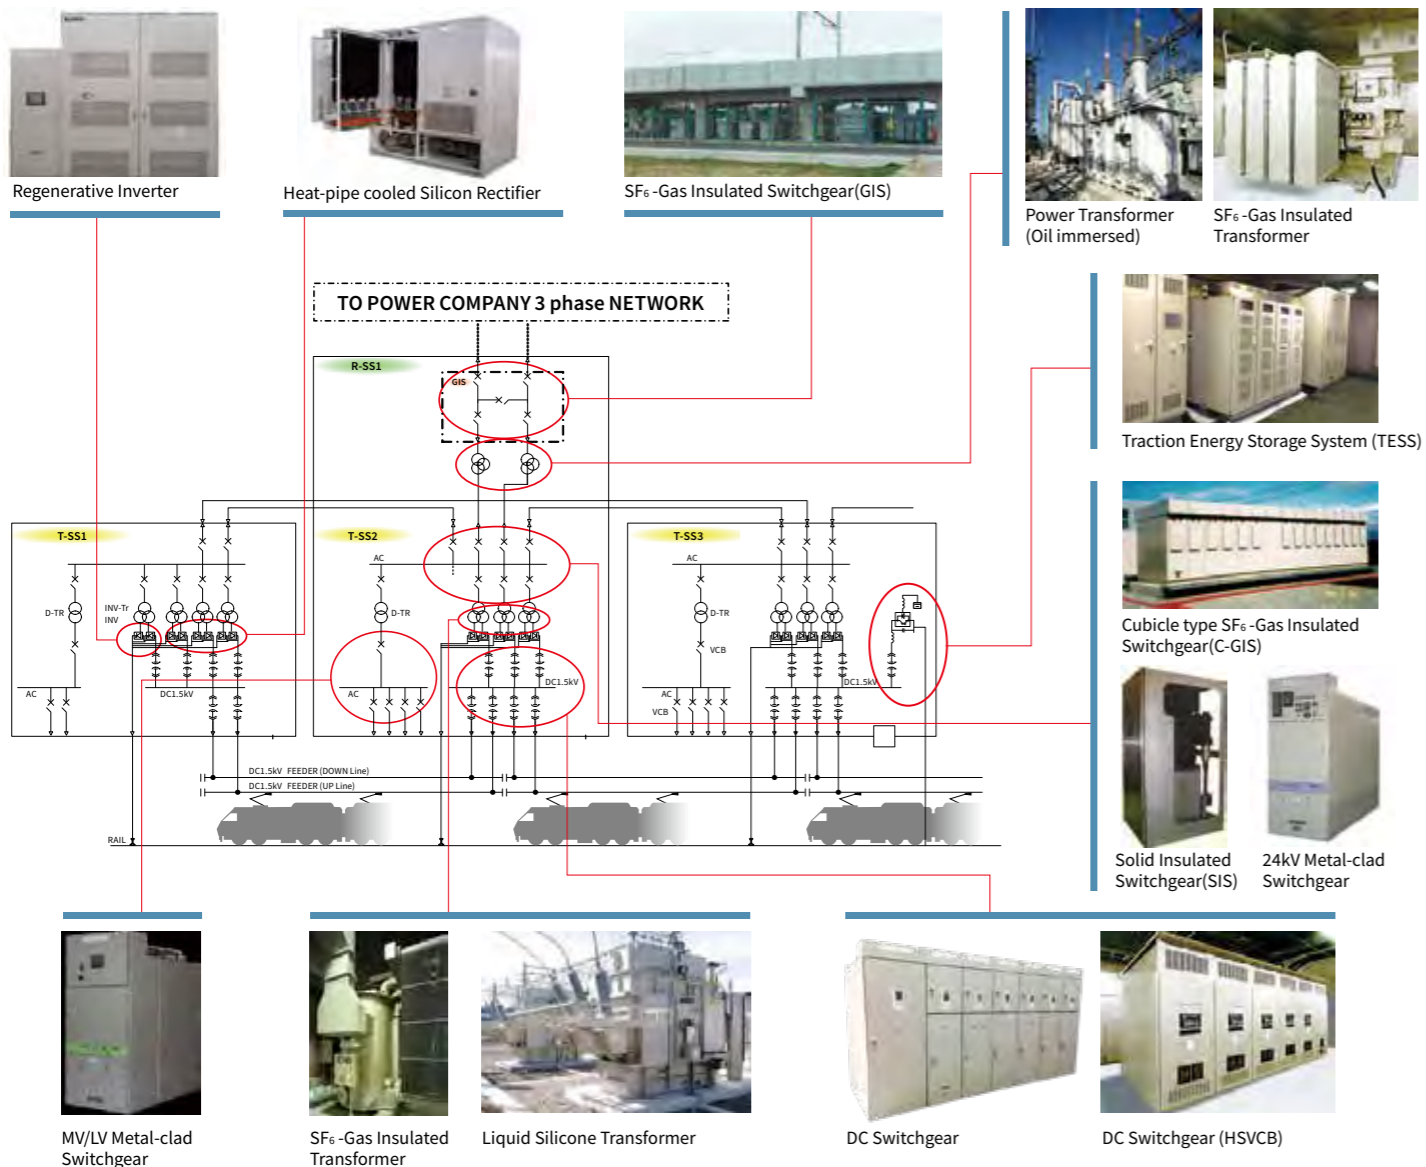 Regenerative Inverter
Heat-pipe cooled Silicon Rectifier
SF₆ -Gas Insulated Switchgear(GIS)
Power Transformer
(Oil immersed)
SF₆ -Gas Insulated
Transformer
TO POWER COMPANY 3 phase NETWORK
R-SS1
GIS
Traction Energy Storage System (TESS)
T-SS1
T-SS2
T-SS3
AC
AC
D-TR
INV-Tr
INV
D-TR
D-TR
VCB
Cubicle type SF₆ -Gas Insulated
Switchgear(C-GIS)
AC
DC1.5kV
AC
DC1.5kV
AC
VCB
DC1.5kV
DC1.5kV FEEDER (DOWN Line)
DC1.5kV FEEDER (UP Line)
RAIL
Solid Insulated
Switchgear(SIS)
24kV Metal-clad
Switchgear
MV/LV Metal-clad
Switchgear
SF₆ -Gas Insulated
Transformer
Liquid Silicone Transformer
DC Switchgear
DC Switchgear (HSVCB)